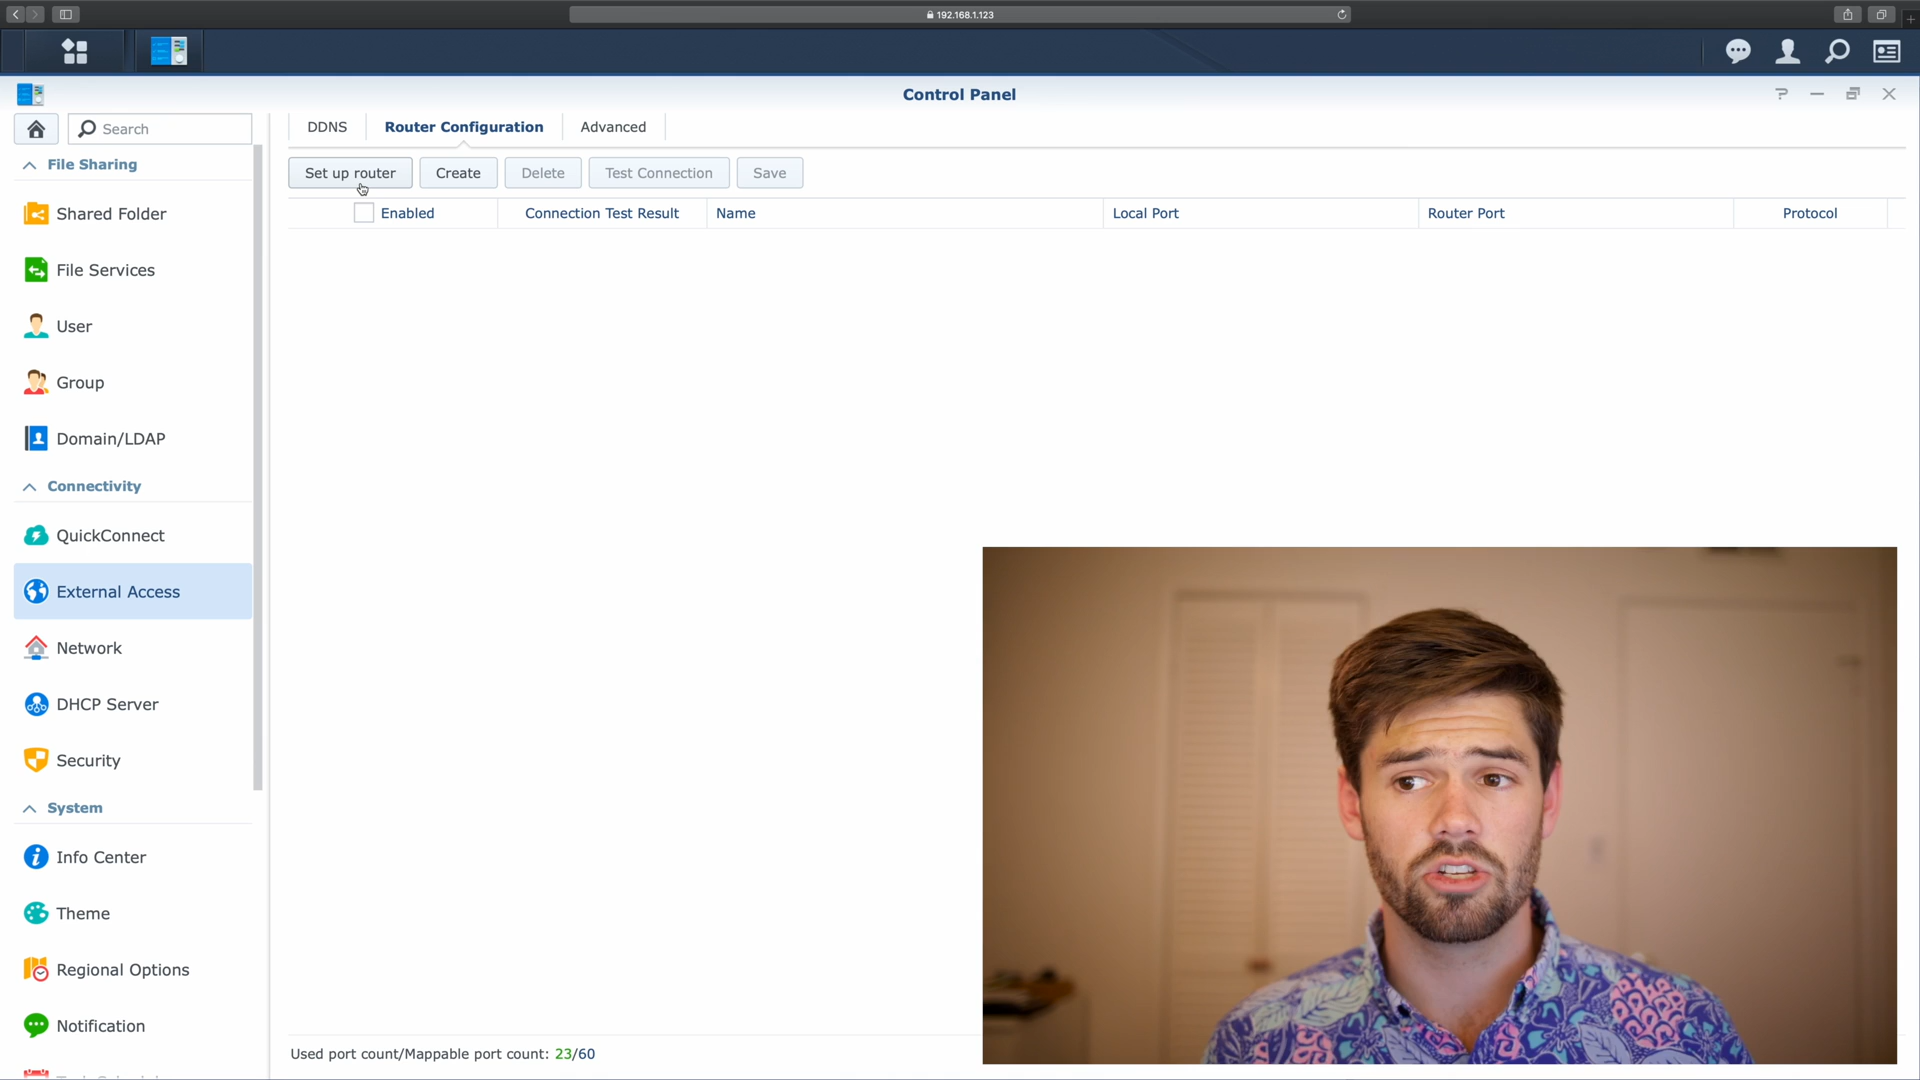 192.168.1.123
Control Panel
Search
DDNS
Router Configuration
Advanced
File Sharing
Set up router
Create
Delete
Test Connection
Save
Enabled
Connection Test Result
Name
Local Port
Router Port
Protocol
Shared Folder
File Services
User
Group
Domain/LDAP
Connectivity
QuickConnect
External Access
Network
DHCP Server
Security
System
Info Center
Theme
Regional Options
Notification
Used port count/Mappable port count: 23/60